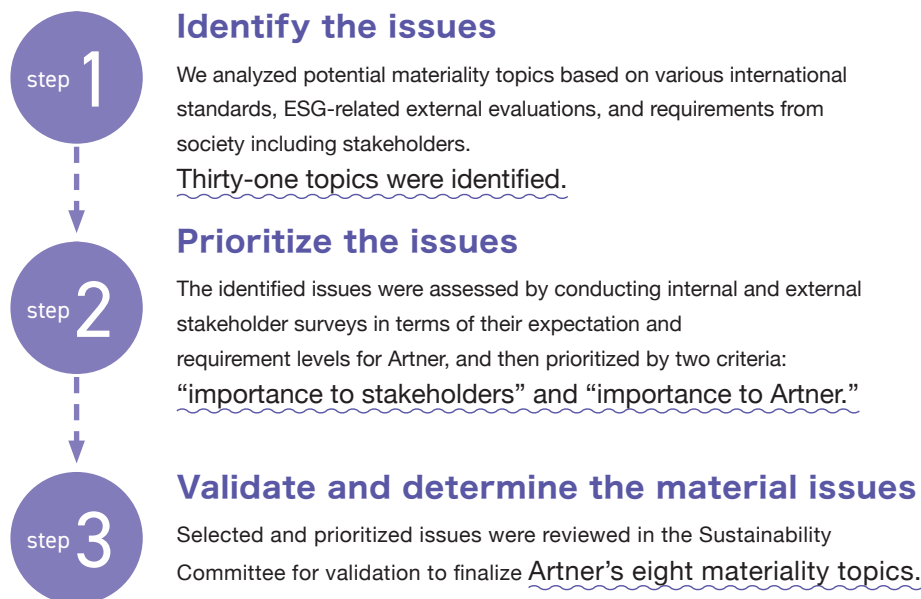 step 1
Identify the issues
We analyzed potential materiality topics based on various international
standards, ESG-related external evaluations, and requirements from
society including stakeholders.
Thirty-one topics were identified.
step 2
Prioritize the issues
The identified issues were assessed by conducting internal and external
stakeholder surveys in terms of their expectation and
requirement levels for Artner, and then prioritized by two criteria:
“importance to stakeholders” and “importance to Artner.”
step 3
Validate and determine the material issues
Selected and prioritized issues were reviewed in the Sustainability
Committee for validation to finalize Artner’s eight materiality topics.